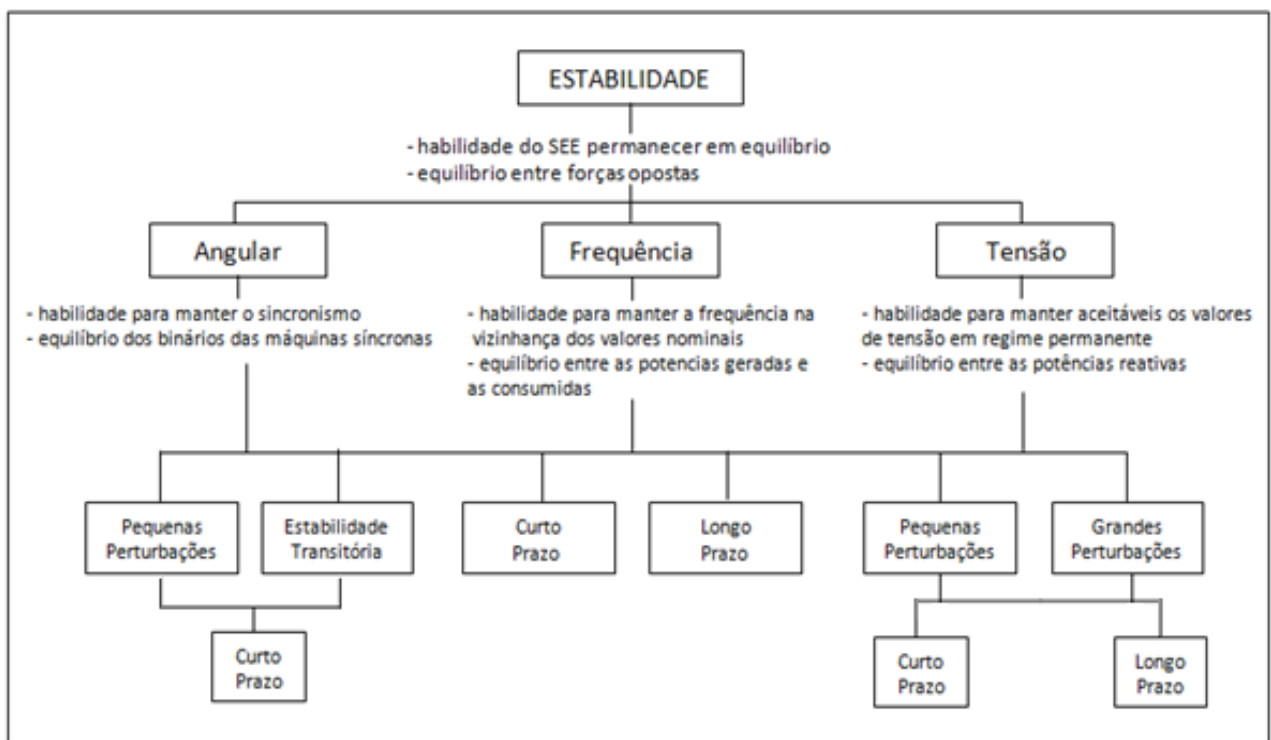 ESTABILIDADE
- habilidade do SEE permanecer em equilíbrio
- equilíbrio entre forças opostas
Angular
- habilidade para manter o sincronismo
- equilíbrio dos binários das máquinas síncronas
Frequência
- habilidade para manter a frequência na
vizinhança dos valores nominais
- equilíbrio entre as potencias geradas e
as consumidas
Tensão
- habilidade para manter aceitáveis os valores
de tensão em regime permanente
- equilíbrio entre as potências reativas
Pequenas
Perturbações
Estabilidade
Transitória
Curto
Prazo
Longo
Prazo
Pequenas
Perturbações
Grandes
Perturbações
Curto
Prazo
Curto
Prazo
Longo
Prazo